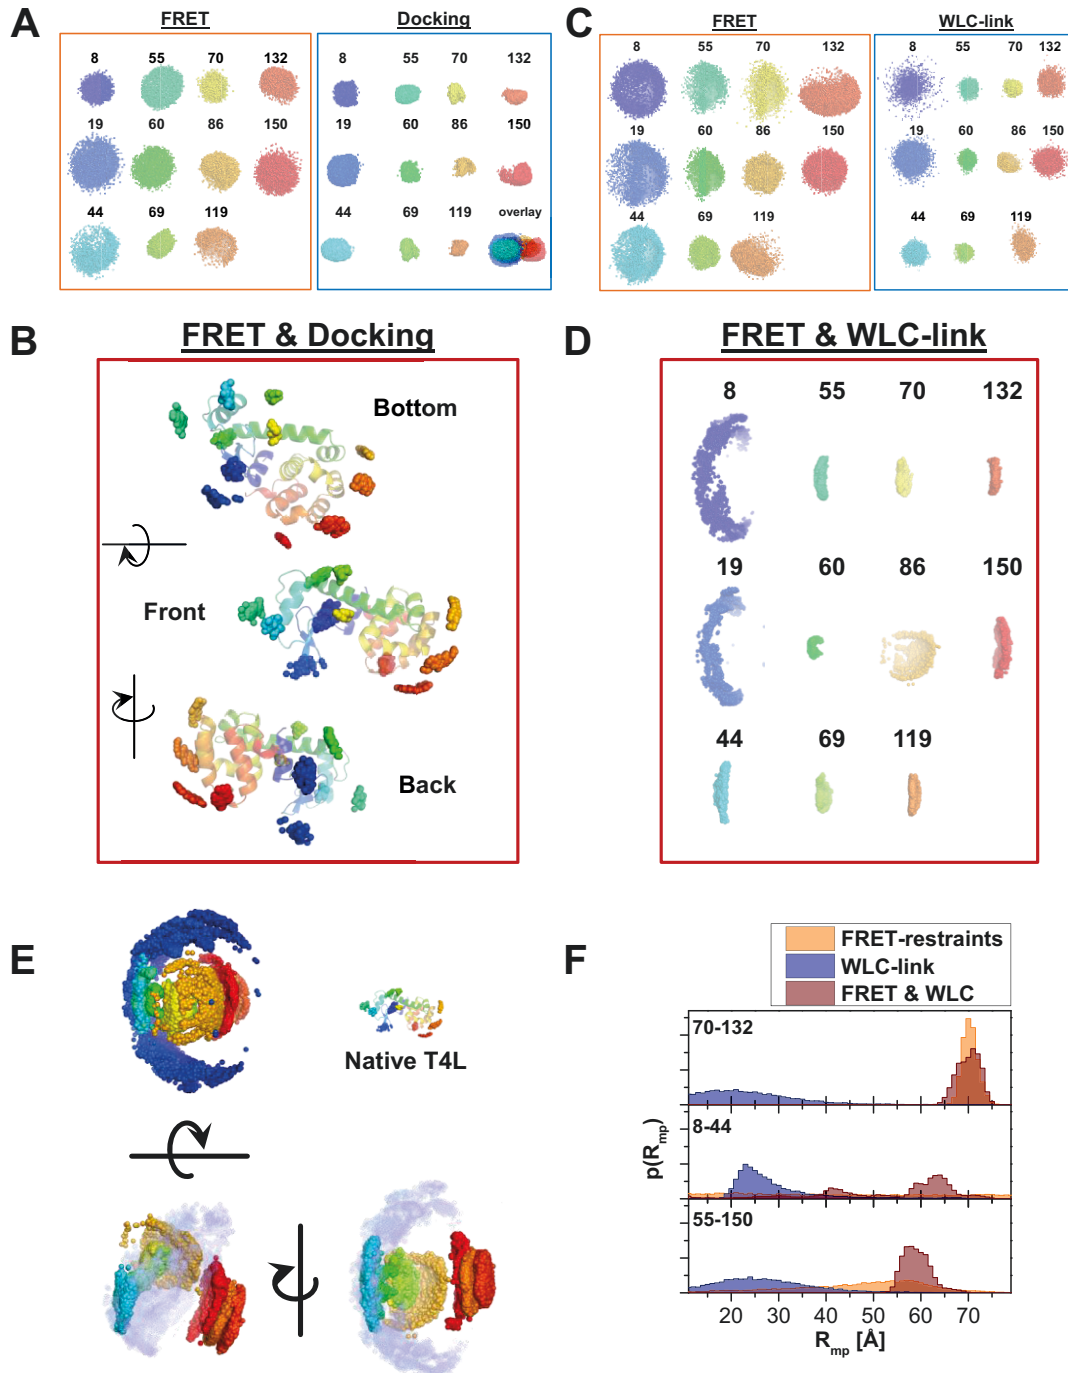 A
FRET
Docking
8 55 70 132
19 60 86 150
44 69 119
8 55 70 132
19 60 86 150
44 69 119 overlay
C
FRET
WLC-link
8 55 70 132
19 60 86 150
44 69 119
8 55 70 132
19 60 86 150
44 69 119
B
FRET & Docking
Bottom
Front
Back
D
FRET & WLC-link
8 55 70 132
19 60 86 150
44 69 119
E
Native T4L
F
FRET-restraints
WLC-link
FRET & WLC
70-132
8-44
55-150
p(Rmp)
20 30 40 50 60 70
Rmp [Å]